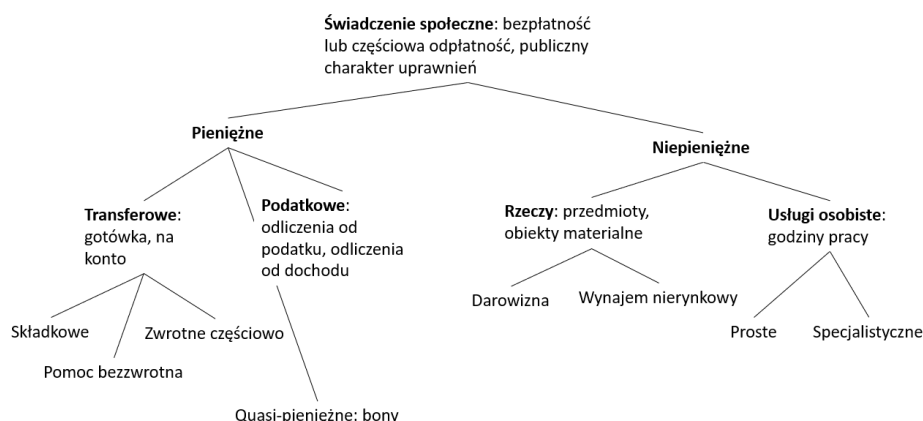 Świadczenie społeczne: bezpłatność
lub częściowa odpłatność, publiczny
charakter uprawnień
Pieniężne
Niepieniężne
Transferowe:
gotówka, na
konto
Podatkowe:
odliczenia od
podatku, odliczenia
od dochodu
Rzeczy: przedmioty,
obiekty materialne
Usługi osobiste:
godziny pracy
Składkowe
Pomoc bezzwrotna
Zwrotne częściowo
Darowizna
Wynajem nierynkowy
Proste
Specjalistyczne
Quasi-pieniężne: bony